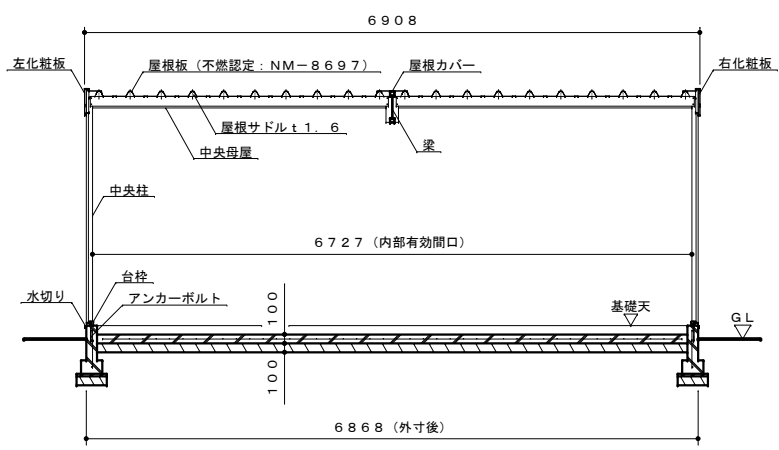 6908
左化粧板
屋根板（不燃認定：NM－8697）
屋根カバー
右化粧板
屋根サドルt1．6
梁
中央母屋
中央柱
6727（内部有効間口）
台枠
水切り
アンカーボルト
100
基礎天
GL
100
6868（外寸後）